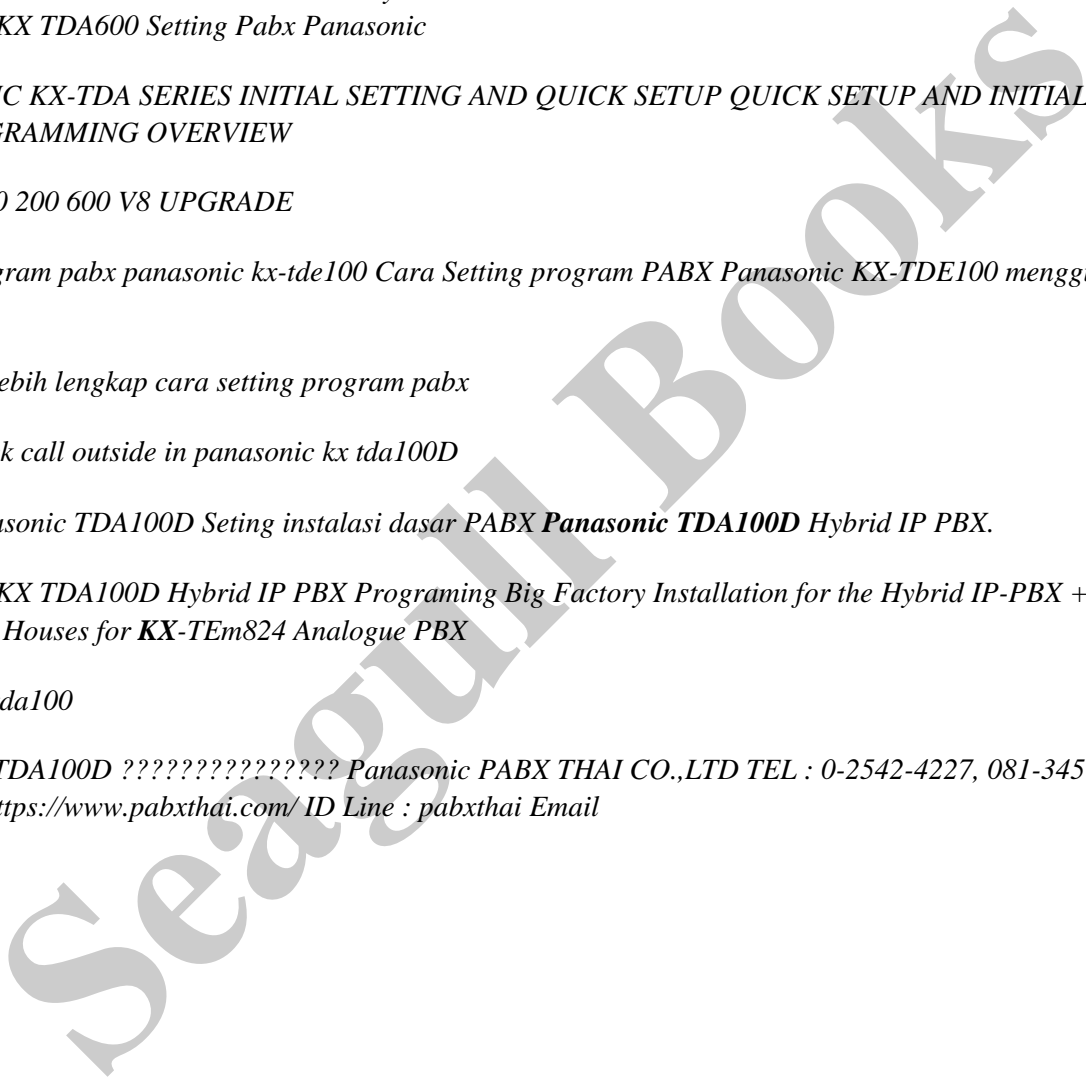 KX TDA600 Setting Pabx Panasonic
IC KX-TDA SERIES INITIAL SETTING AND QUICK SETUP QUICK SETUP AND INITIAL
GRAMMING OVERVIEW
0 200 600 V8 UPGRADE
gram pabx panasonic kx-tde100 Cara Setting program PABX Panasonic KX-TDE100 menggu
ebih lengkap cara setting program pabx
k call outside in panasonic kx tda100D
asonic TDA100D Seting instalasi dasar PABX Panasonic TDA100D Hybrid IP PBX.
KX TDA100D Hybrid IP PBX Programing Big Factory Installation for the Hybrid IP-PBX +
Houses for KX-TEm824 Analogue PBX
da100
TDA100D ??????????????? Panasonic PABX THAI CO.,LTD TEL : 0-2542-4227, 081-345
ttps://www.pabxthai.com/ ID Line : pabxthai Email
Seagull Books